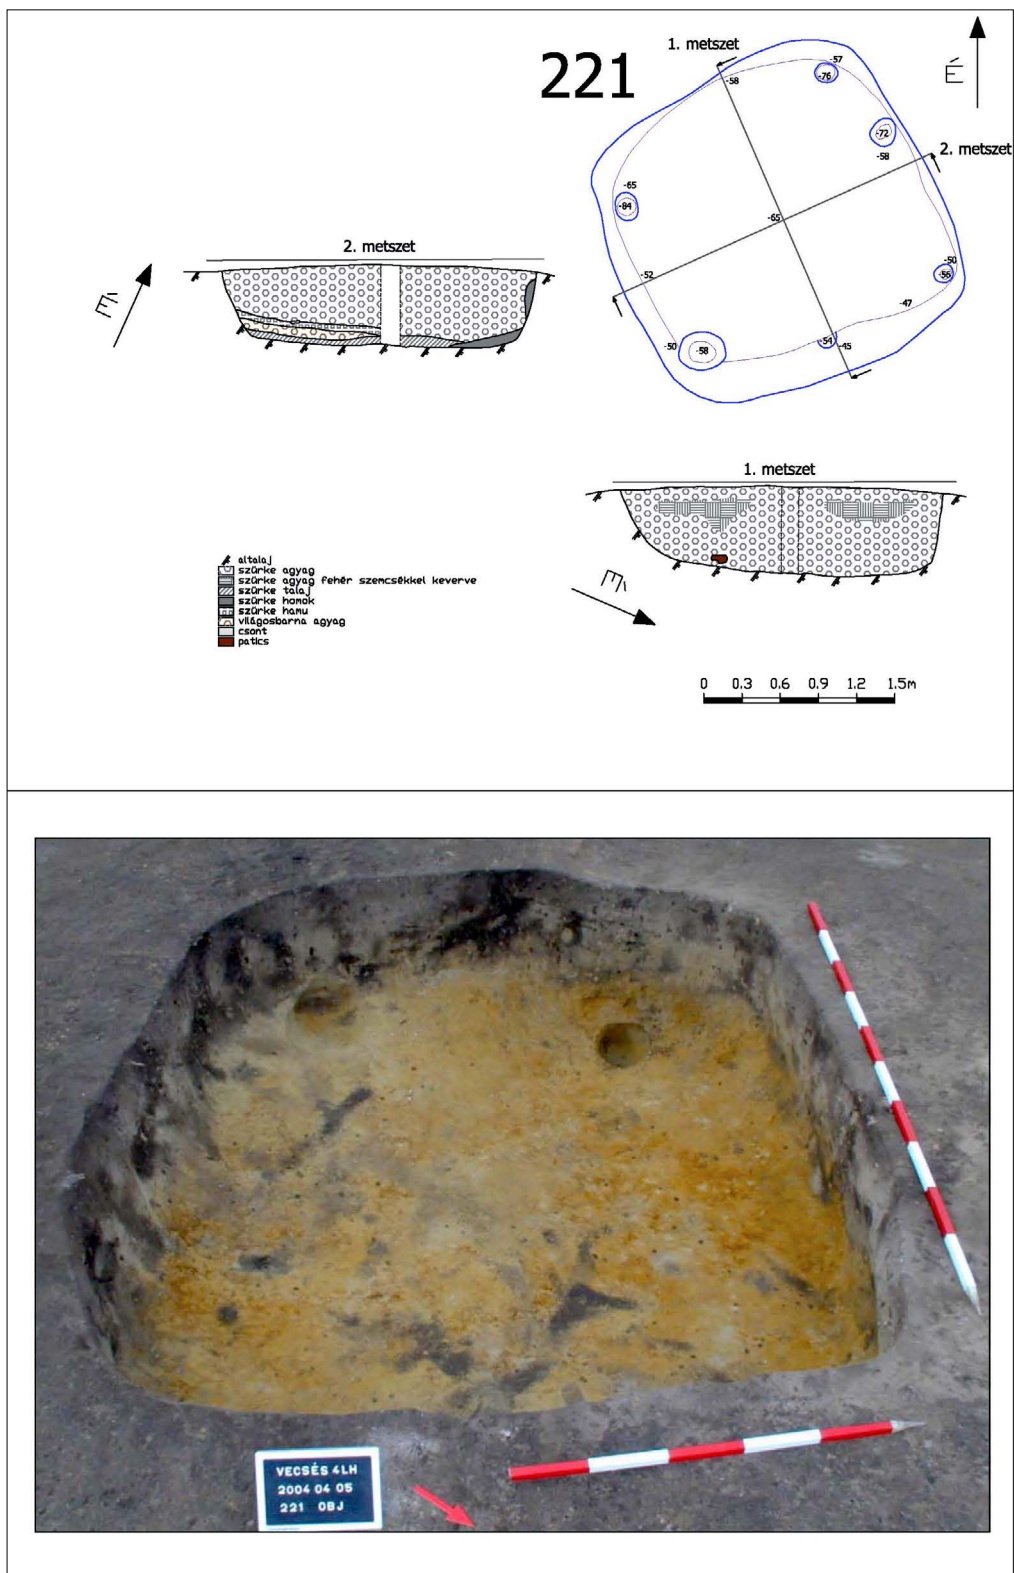 221
1. metszet
É
-58
-57
-76
-72
-58
2. metszet
-65
-84
-65
-52
-50
-56
-47
-50
-58
-54
-45
2. metszet
É
1. metszet
É
altalaj
szürke agyag
szürke agyag fehér szemcsékkel keverve
szürke talaj
szürke homok
szürke hamu
világosbarna agyag
csont
patics
0 0.3 0.6 0.9 1.2 1.5m
VECSÉS 4LH
2004 04 05
221 OBJ